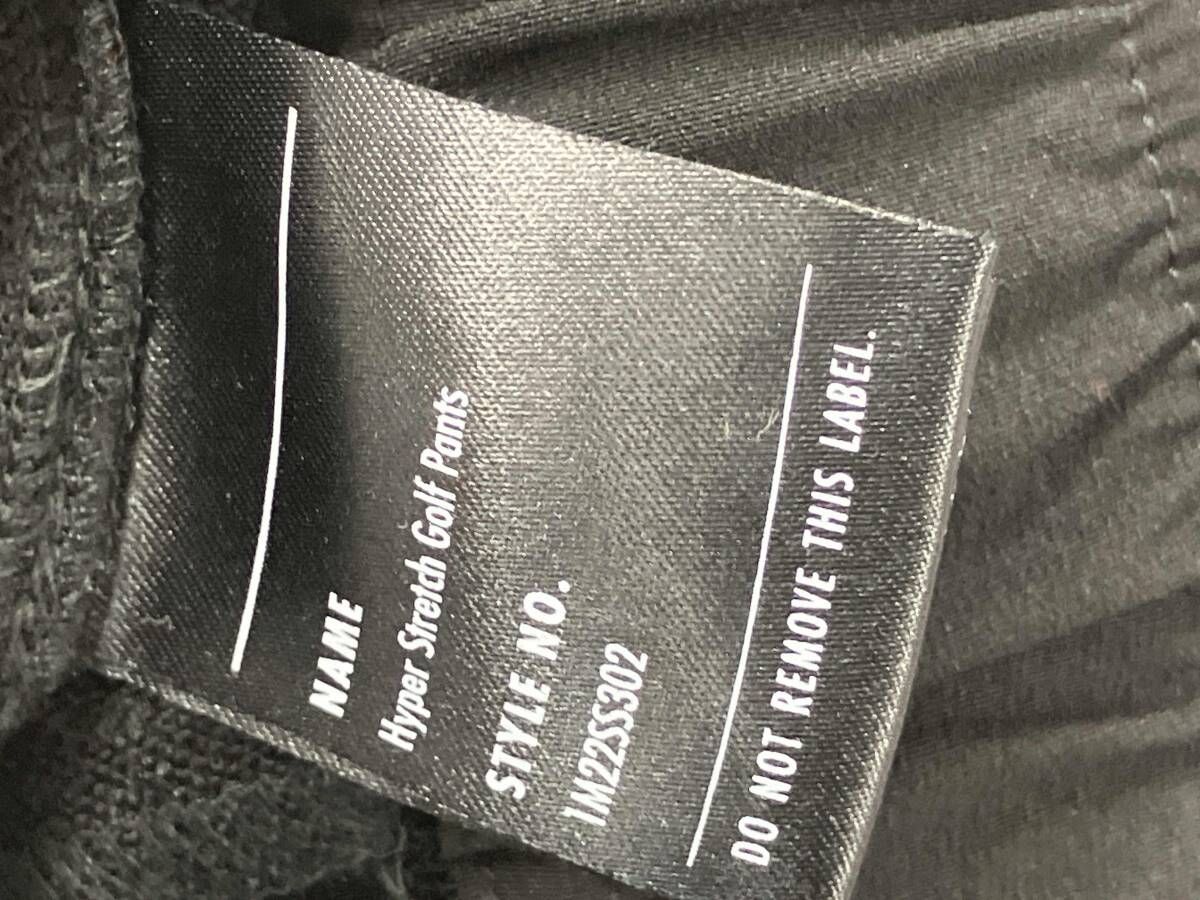 NAME
Hyper Stretch Golf Pants
STYLE NO.
1M22SS302
DO NOT REMOVE THIS LABEL.